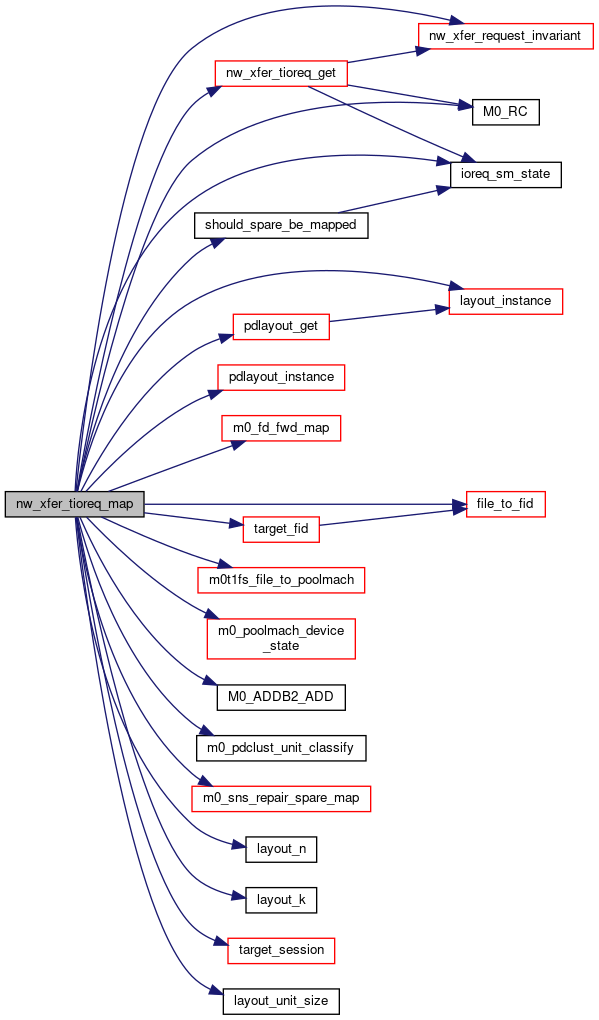 nw_xfer_request_invariant
nw_xfer_tioreq_get
M0_RC
ioreq_sm_state
should_spare_be_mapped
layout_instance
pdlayout_get
pdlayout_instance
m0_fd_fwd_map
nw_xfer_tioreq_map
file_to_fid
target_fid
m0t1fs_file_to_poolmach
m0_poolmach_device
_state
M0_ADDB2_ADD
m0_pdclust_unit_classify
m0_sns_repair_spare_map
layout_n
layout_k
target_session
layout_unit_size